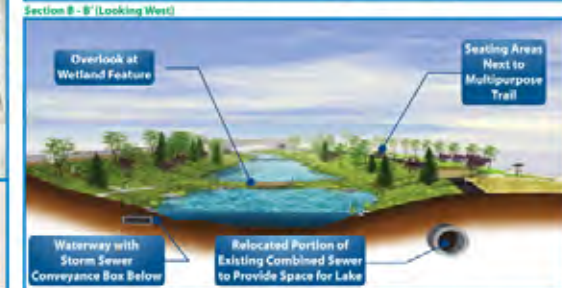 Section B - B' (Looking West)
Overlook at
Wetland Feature
Seating Areas
Next to
Multipurpose
Trail
Waterway with
Storm Sewer
Conveyance Box Below
Relocated Portion of
Existing Combined Sewer
to Provide Space for Lake